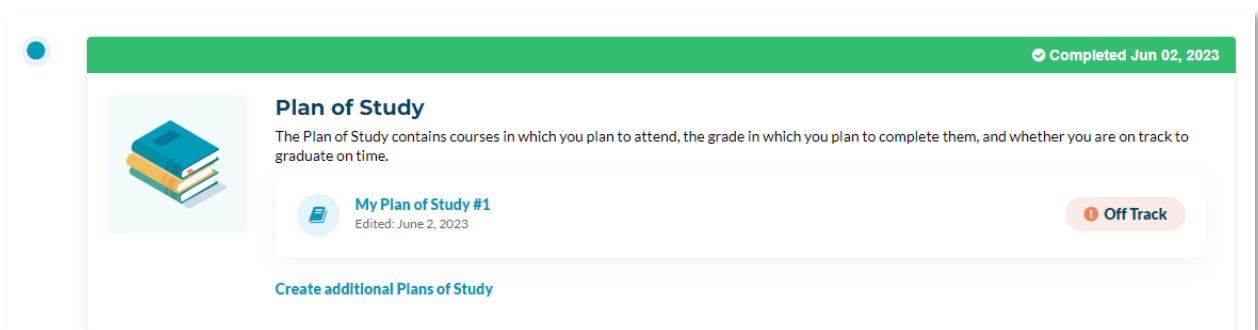 Completed Jun 02, 2023
Plan of Study
The Plan of Study contains courses in which you plan to attend, the grade in which you plan to complete them, and whether you are on track to
graduate on time.
My Plan of Study #1
Edited: June 2, 2023
Off Track
Create additional Plans of Study